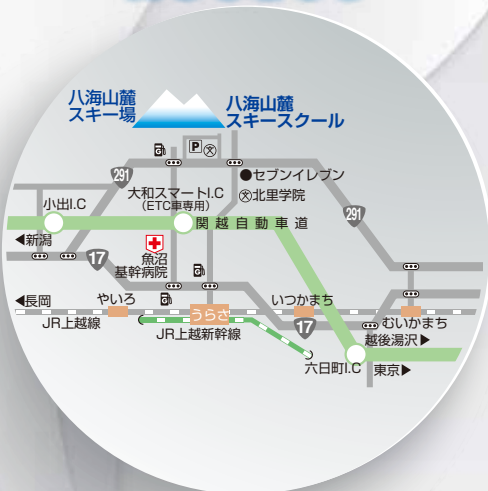 八海山麓
スキー場
八海山麓
スキースクール
P
文
セブンイレブン
291
大和スマートI.C
(ETC車専用)
文北里学院
小出I.C
291
関越自動車道
◀新潟
17
魚沼
基幹病院
◀長岡
やいろ
うらさ
いつかまち
むいかまち
JR上越線
JR上越新幹線
17
越後湯沢▶
六日町I.C
東京▶